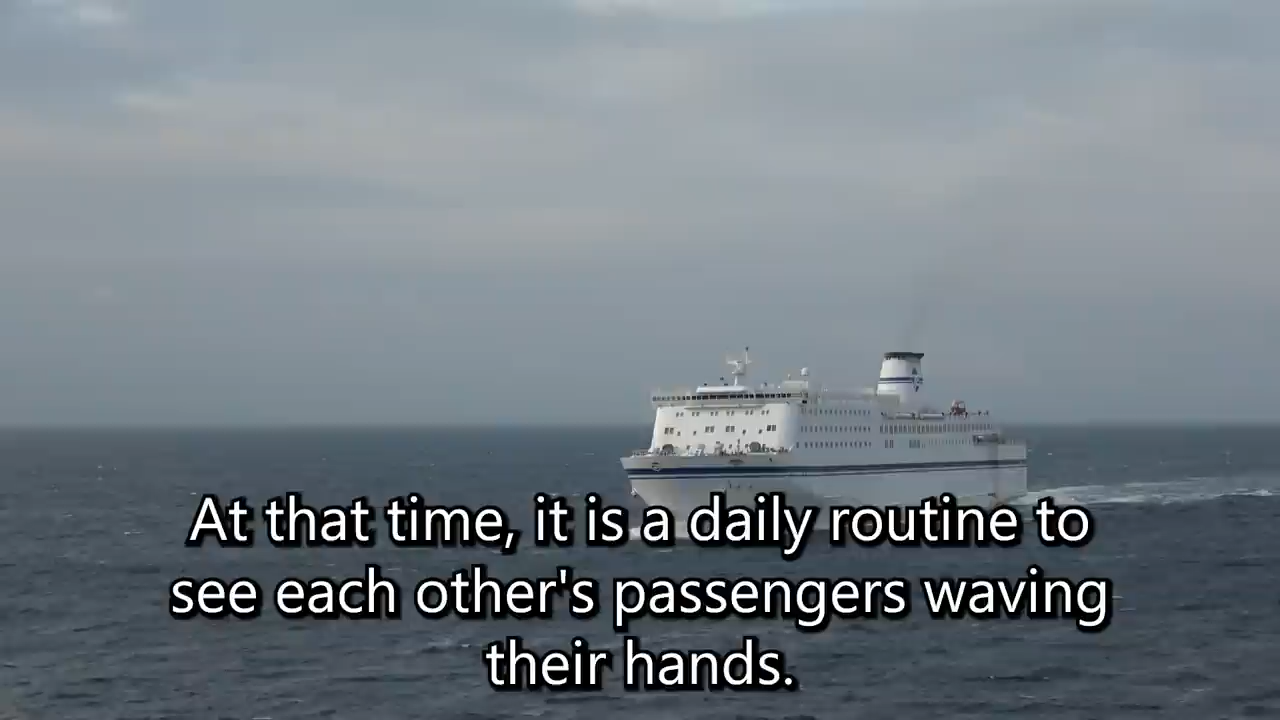 At that time, it is a daily routine to
see each other's passengers waving
their hands.